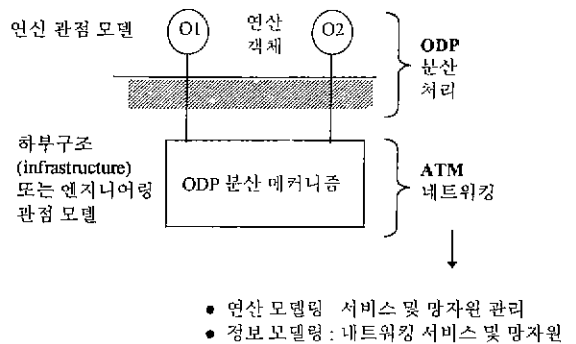 연산 관점 모델
O1
연산
객체
O2
ODP
분산
처리
하부구조
(infrastructure)
또는 엔지니어링
관점 모델
ODP 분산 메커니즘
ATM
네트워킹
• 연산 모델링 서비스 및 망자원 관리
• 정보 모델링 : 네트워킹 서비스 및 망자원